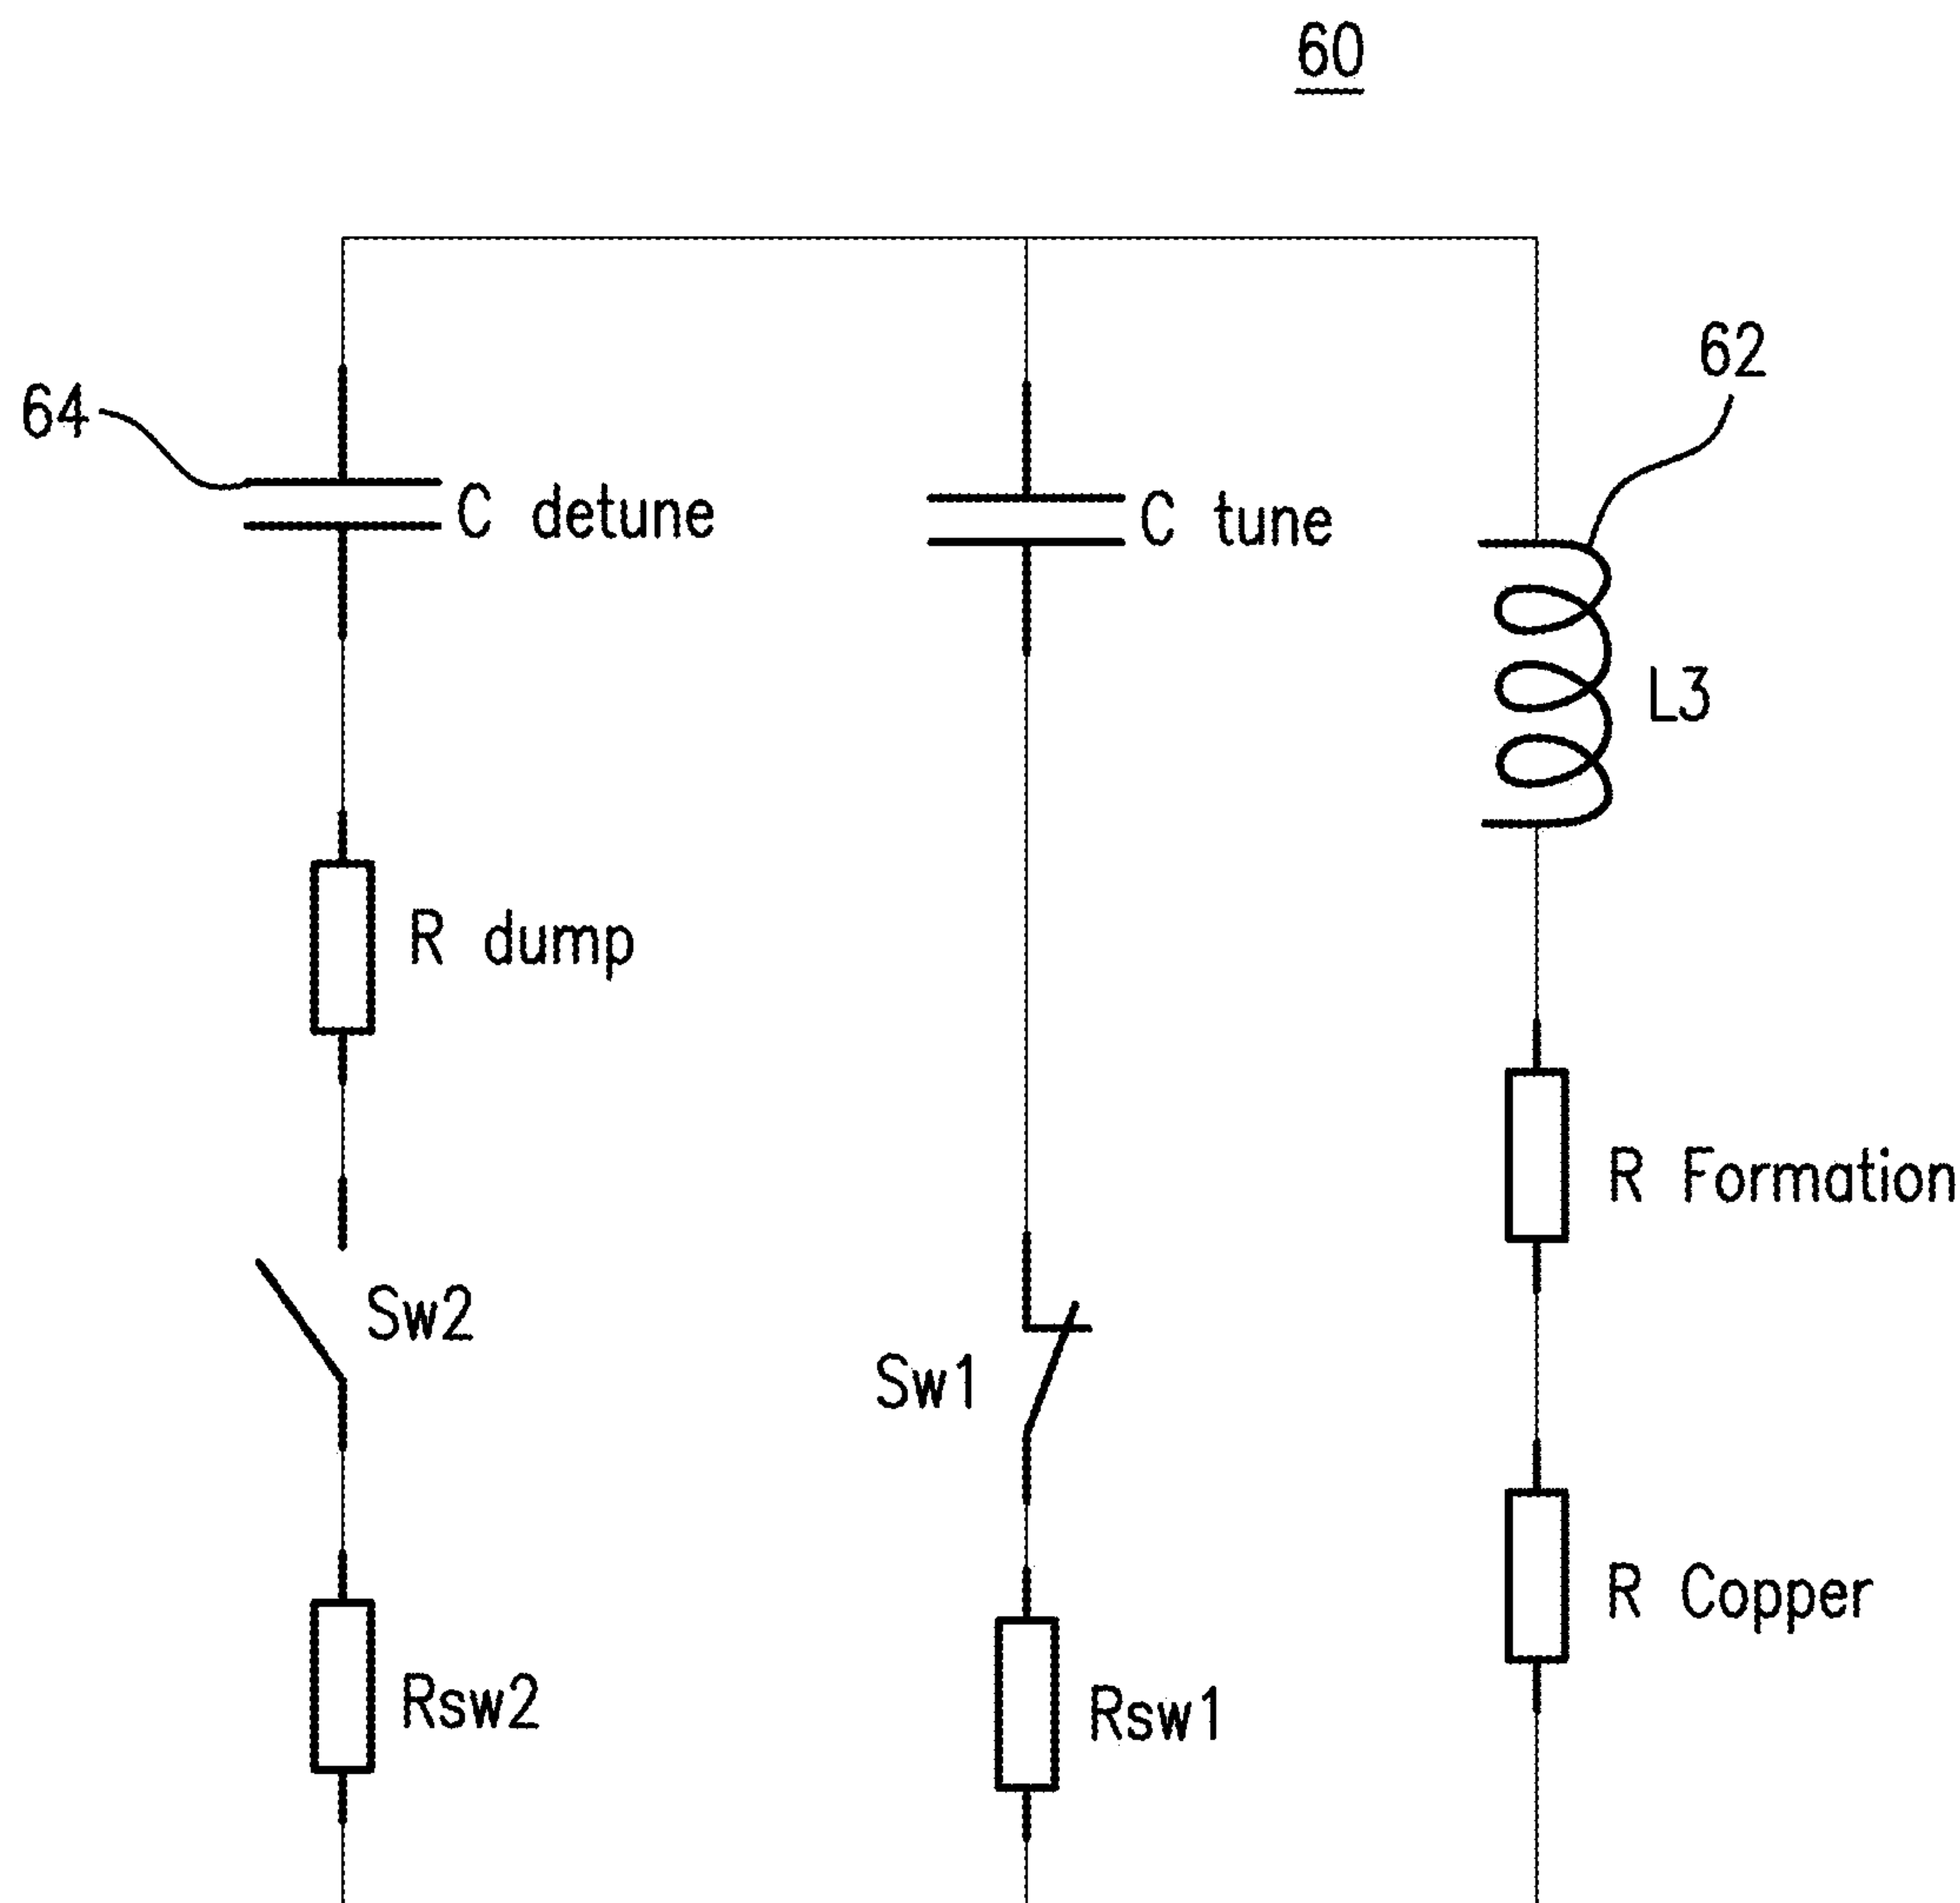 60
62
64
C detune
C tune
L3
R dump
R Formation
Sw2
Sw1
R Copper
Rsw2
Rsw1